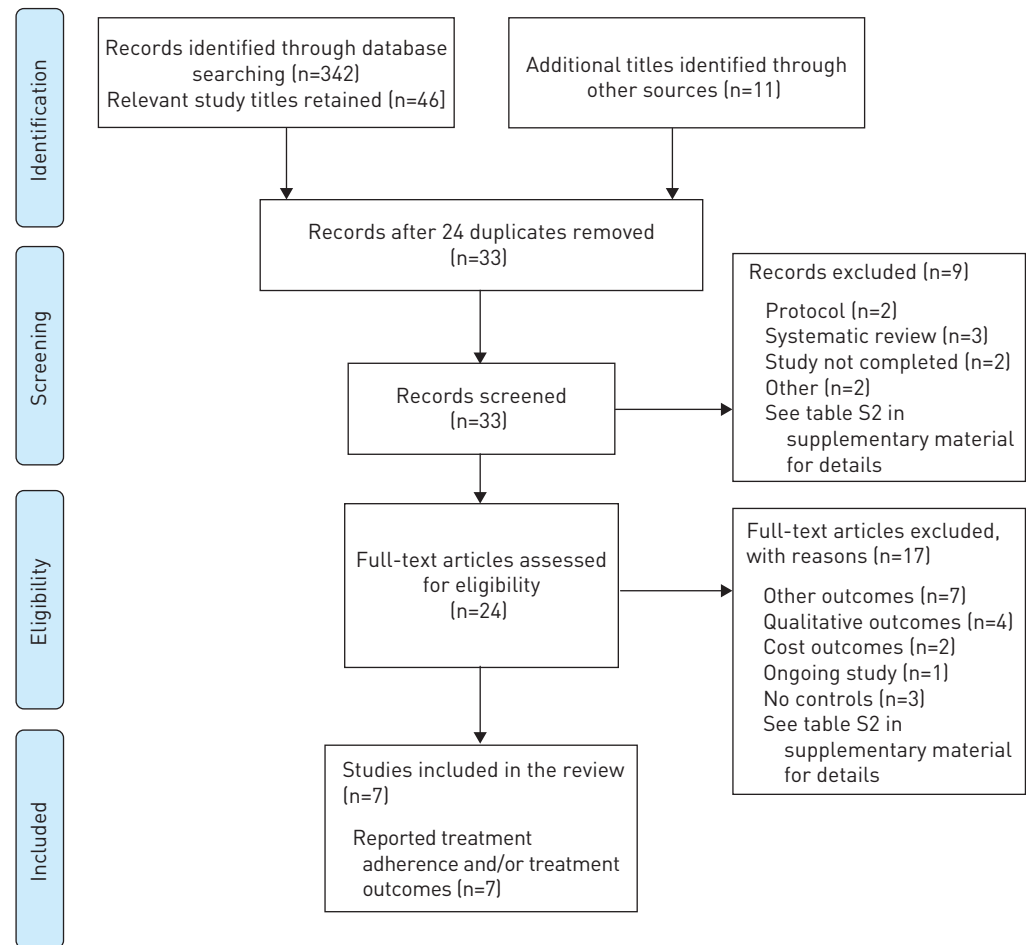 Identification
Records identified through database
searching (n=342)
Relevant study titles retained (n=46]
Additional titles identified through
other sources (n=11)
Records after 24 duplicates removed
(n=33)
Screening
Records screened
(n=33)
Records excluded (n=9)
Protocol (n=2)
Systematic review (n=3)
Study not completed (n=2)
Other (n=2)
See table S2 in
supplementary material
for details
Eligibility
Full-text articles assessed
for eligibility
(n=24)
Full-text articles excluded,
with reasons (n=17)
Other outcomes (n=7)
Qualitative outcomes (n=4)
Cost outcomes (n=2)
Ongoing study (n=1)
No controls (n=3)
See table S2 in
supplementary material
for details
Included
Studies included in the review
(n=7)
Reported treatment
adherence and/or treatment
outcomes (n=7)